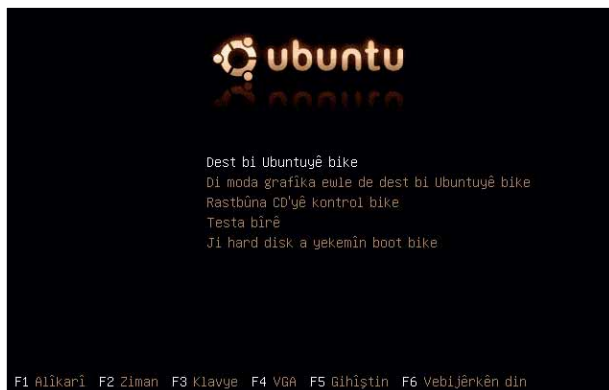 ubuntu
Dest bi Ubuntuyê bike
Di moda grafîka ewle de dest bi Ubuntuyê bike
Rastbûna CD'yê kontrol bike
Testa bîrê
Ji hard disk a yekemîn boot bike
F1 Alîkarî F2 Ziman F3 Klavye F4 VGA F5 Gihîştin F6 Vebijêrkên din